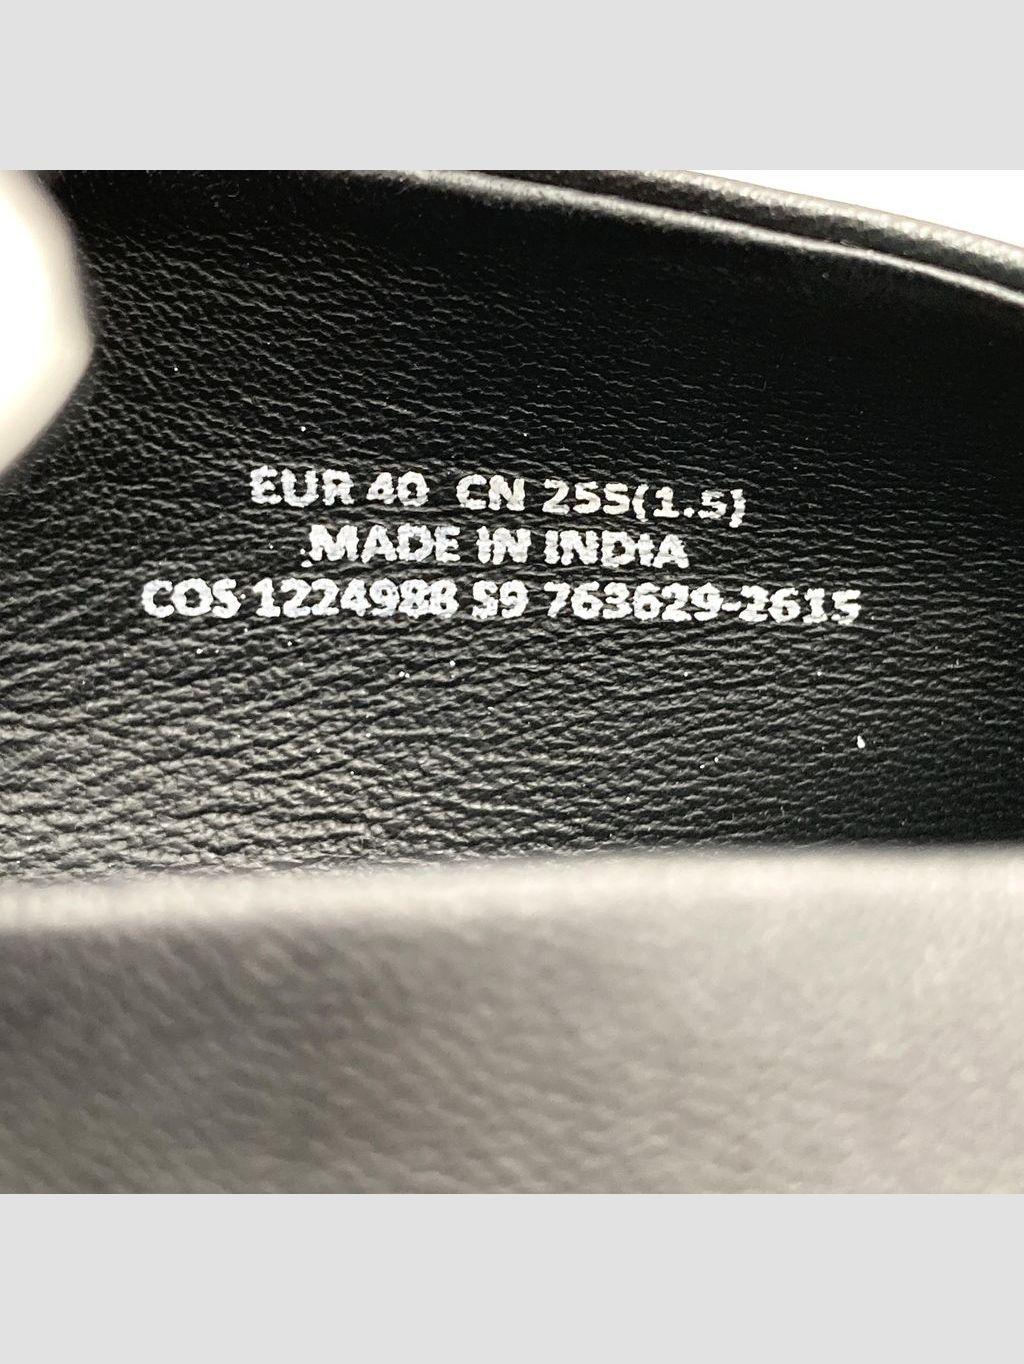 EUR 40 CN 255(1.5)
MADE IN INDIA
COS 1224988 S9 763629-2615